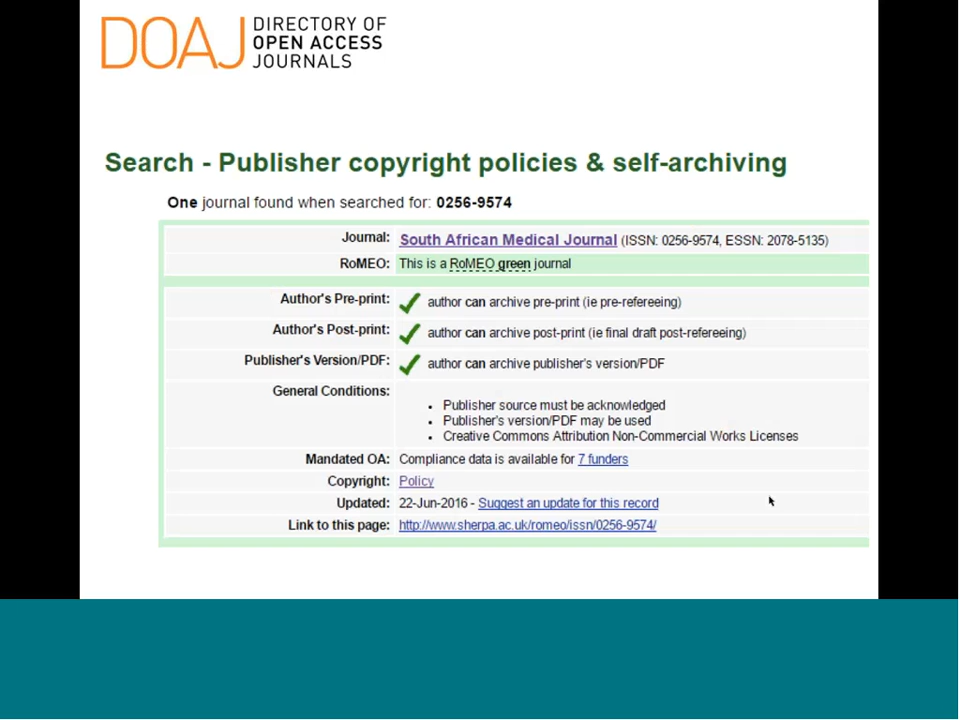 DOAJ DIRECTORY OF
OPEN ACCESS
JOURNALS
Search - Publisher copyright policies & self-archiving
One journal found when searched for: 0256-9574
Journal: South African Medical Journal (ISSN: 0256-9574, ESSN: 2078-5135)
RoMEO: This is a RoMEO green journal
Author's Pre-print: author can archive pre-print (ie pre-refereeing)
Author's Post-print: author can archive post-print (ie final draft post-refereeing)
Publisher's Version/PDF: author can archive publisher's version/PDF
General Conditions:
• Publisher source must be acknowledged
• Publisher's version/PDF may be used
• Creative Commons Attribution Non-Commercial Works Licenses
Mandated OA: Compliance data is available for 7 funders
Copyright: Policy
Updated: 22-Jun-2016 - Suggest an update for this record
Link to this page: http://www.sherpa.ac.uk/romeo/issn/0256-9574/